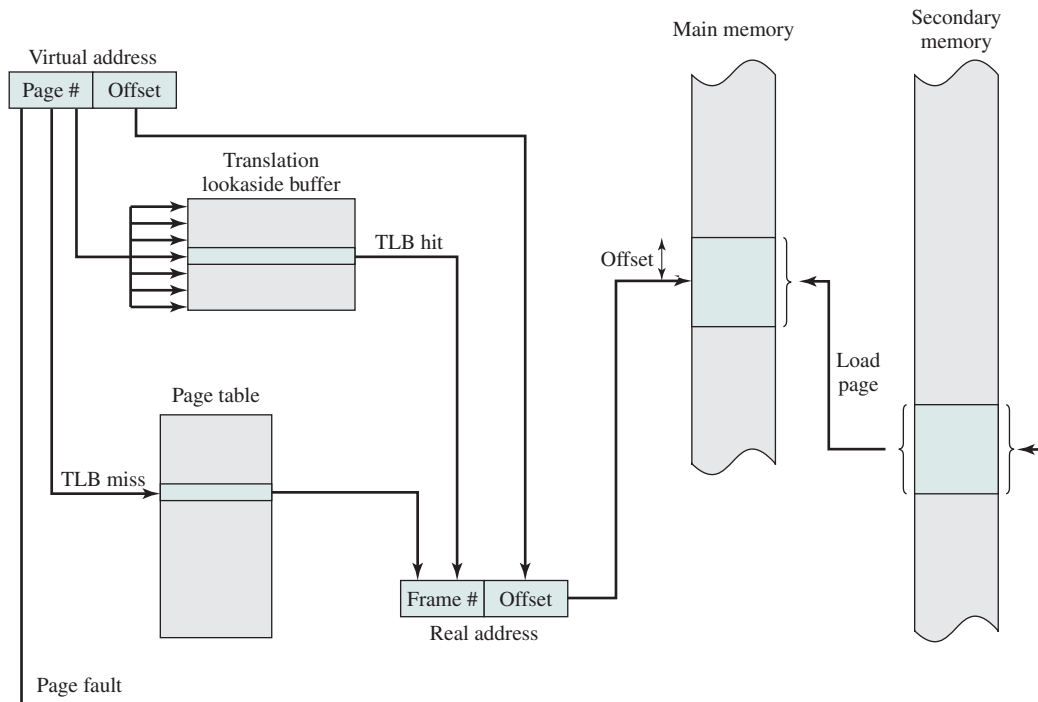 Virtual address
Page #
Offset
Translation
lookaside buffer
TLB hit
Page table
TLB miss
Frame #
Offset
Real address
Page fault
Main memory
Offset
Load
page
Secondary
memory